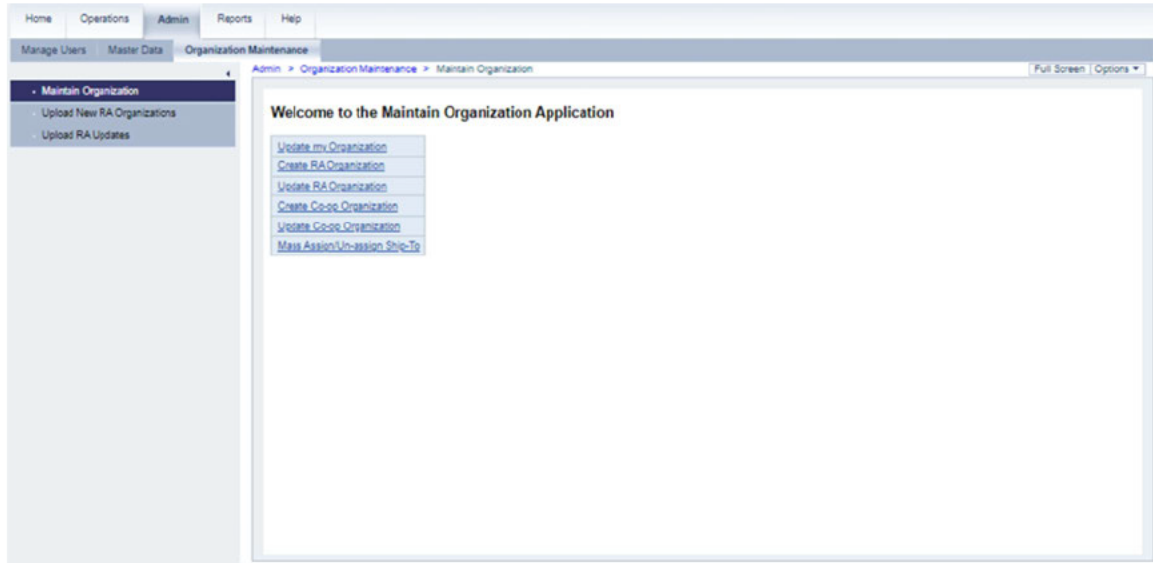 Home Operations Admin Reports Help
Manage Users Master Data Organization Maintenance
Admin > Organization Maintenance > Maintain Organization Full Screen Options
Maintain Organization
Upload New RA Organizations
Upload RA Updates
Welcome to the Maintain Organization Application
Update my Organization
Create RA Organization
Update RA Organization
Create Co-op Organization
Update Co-op Organization
Mass Assign/Un-assign Ship-To